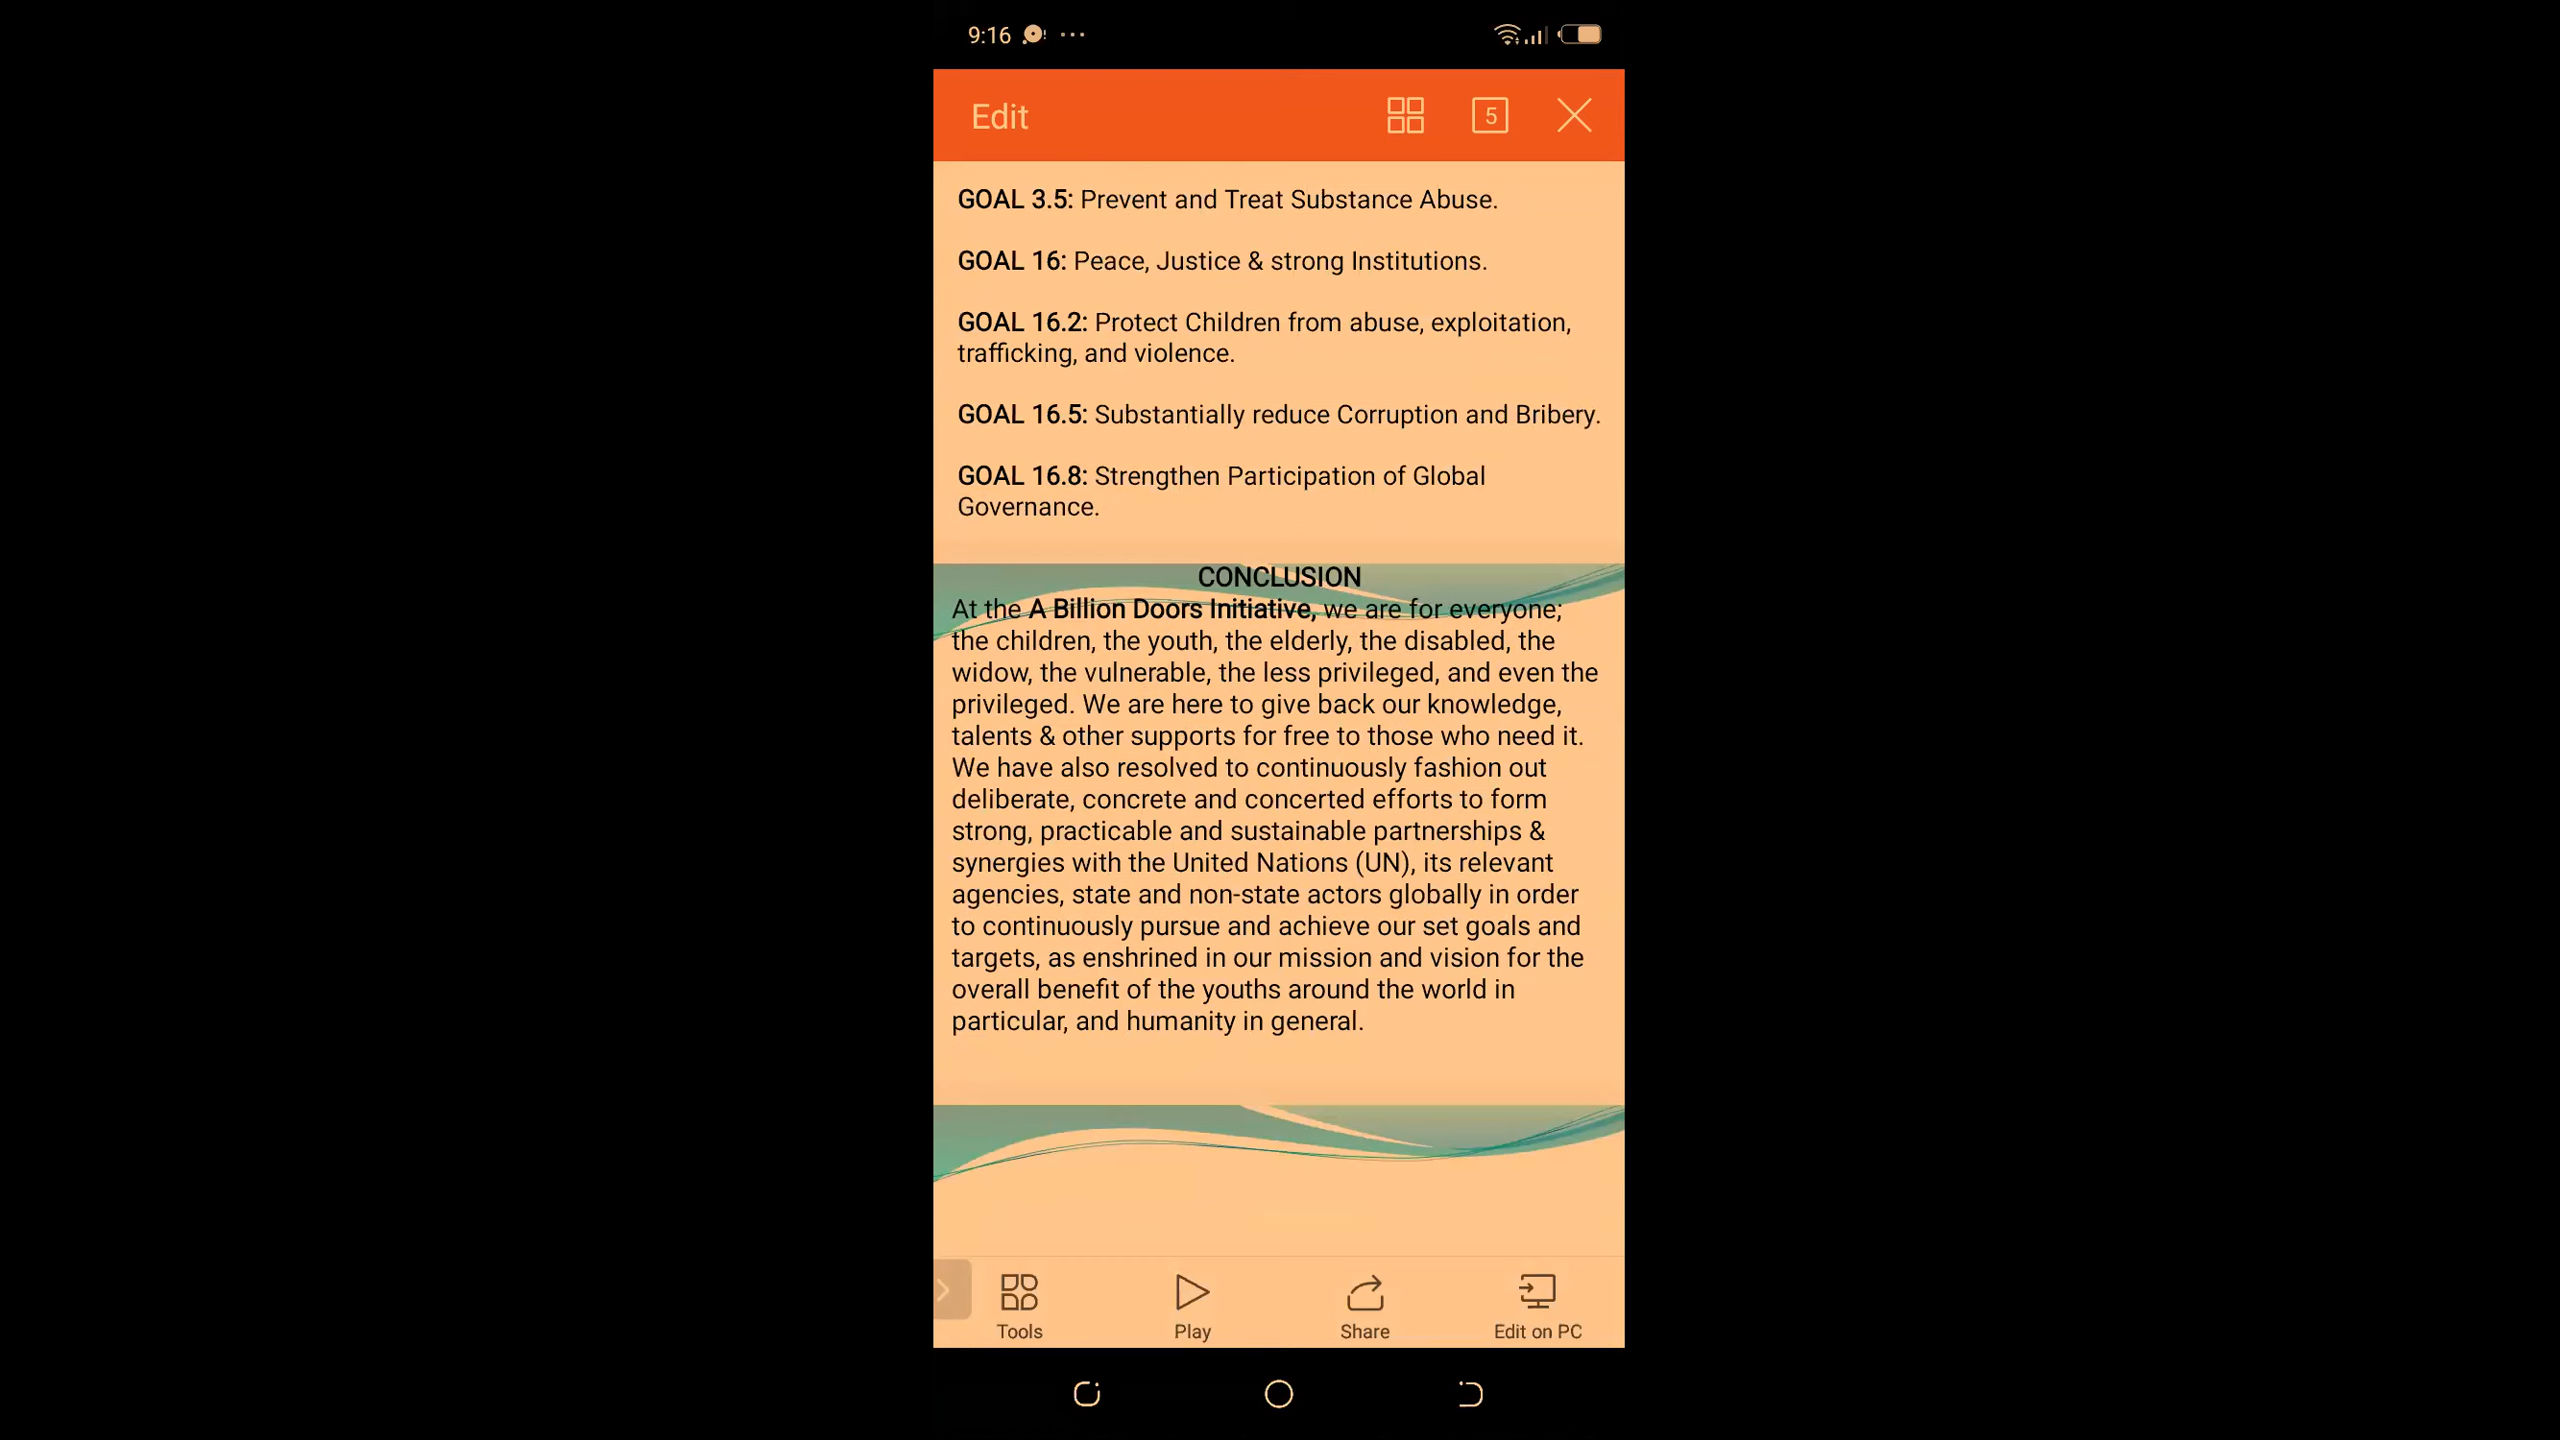 9:16
Edit
5
GOAL 3.5: Prevent and Treat Substance Abuse.
GOAL 16: Peace, Justice & strong Institutions.
GOAL 16.2: Protect Children from abuse, exploitation,
trafficking, and violence.
GOAL 16.5: Substantially reduce Corruption and Bribery.
GOAL 16.8: Strengthen Participation of Global
Governance.
CONCLUSION
At the A Billion Doors Initiative, we are for everyone;
the children, the youth, the elderly, the disabled, the
widow, the vulnerable, the less privileged, and even the
privileged. We are here to give back our knowledge,
talents & other supports for free to those who need it.
We have also resolved to continuously fashion out
deliberate, concrete and concerted efforts to form
strong, practicable and sustainable partnerships &
synergies with the United Nations (UN), its relevant
agencies, state and non-state actors globally in order
to continuously pursue and achieve our set goals and
targets, as enshrined in our mission and vision for the
overall benefit of the youths around the world in
particular, and humanity in general.
Tools
Play
Share
Edit on PC